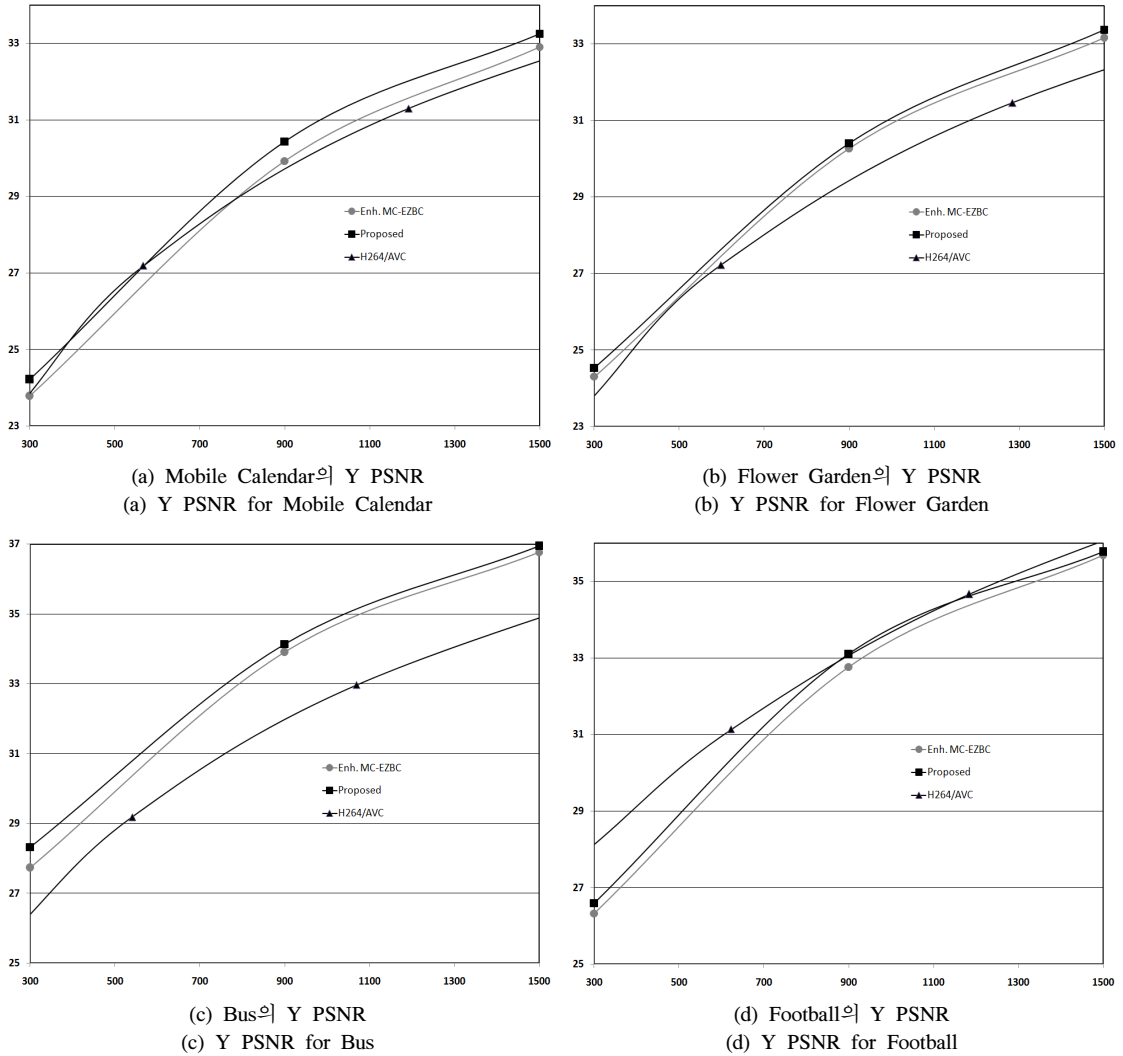 33
31
29
27
25
23
300 500 700 900 1100 1300 1500
Enh. MC-EZBC
Proposed
H264/AVC
(a) Mobile Calendar의 Y PSNR
(a) Y PSNR for Mobile Calendar
33
31
29
27
25
23
300 500 700 900 1100 1300 1500
Enh. MC-EZBC
Proposed
H264/AVC
(b) Flower Garden의 Y PSNR
(b) Y PSNR for Flower Garden
37
35
33
31
29
27
25
300 500 700 900 1100 1300 1500
Enh. MC-EZBC
Proposed
H264/AVC
(c) Bus의 Y PSNR
(c) Y PSNR for Bus
35
33
31
29
27
25
300 500 700 900 1100 1300 1500
Enh. MC-EZBC
Proposed
H264/AVC
(d) Football의 Y PSNR
(d) Y PSNR for Football